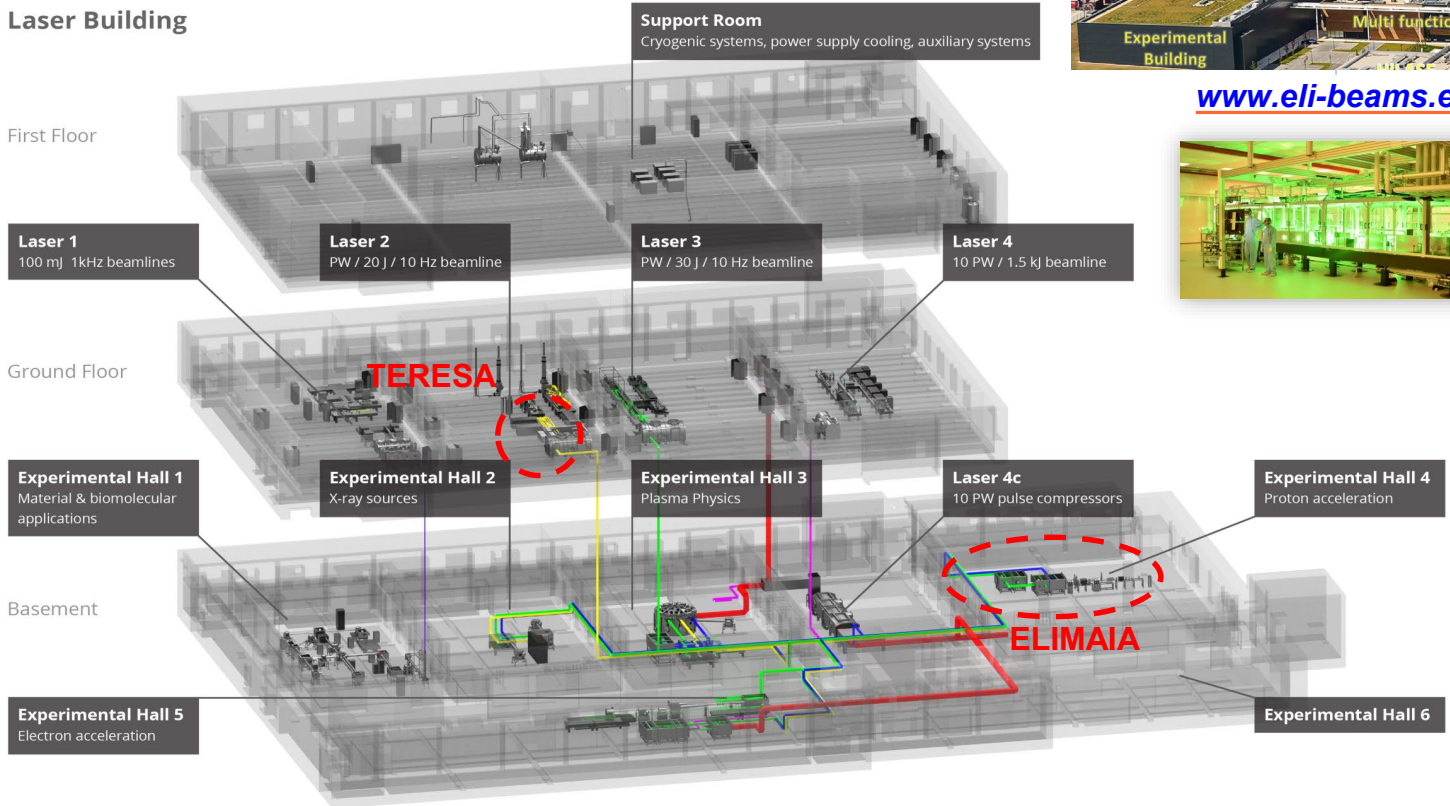 Laser Building
Support Room
Cryogenic systems, power supply cooling, auxiliary systems
Experimental
Building
Multi functio
www.eli-beams.e
First Floor
Laser 1
100 mJ 1kHz beamlines
Laser 2
PW / 20 J / 10 Hz beamline
Laser 3
PW / 30 J / 10 Hz beamline
Laser 4
10 PW / 1.5 kJ beamline
Ground Floor
TERESA
Experimental Hall 1
Material & biomolecular
applications
Experimental Hall 2
X-ray sources
Experimental Hall 3
Plasma Physics
Laser 4c
10 PW pulse compressors
Experimental Hall 4
Proton acceleration
Basement
ELIMAIA
Experimental Hall 5
Electron acceleration
Experimental Hall 6